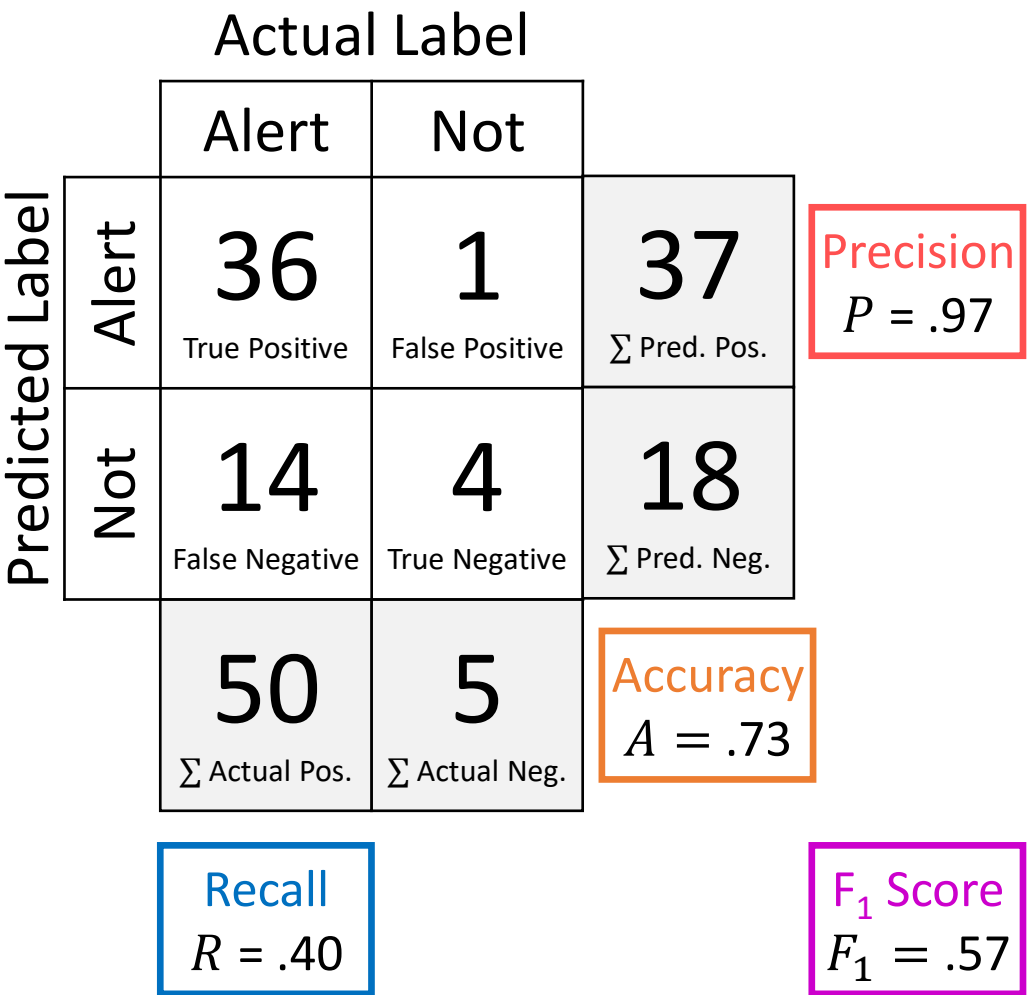 Actual Label
Alert
Not
Predicted Label
Alert
36
True Positive
1
False Positive
37
∑ Pred. Pos.
Precision
P = .97
Not
14
False Negative
4
True Negative
18
∑ Pred. Neg.
50
∑ Actual Pos.
5
∑ Actual Neg.
Accuracy
A = .73
Recall
R = .40
F₁ Score
F₁ = .57